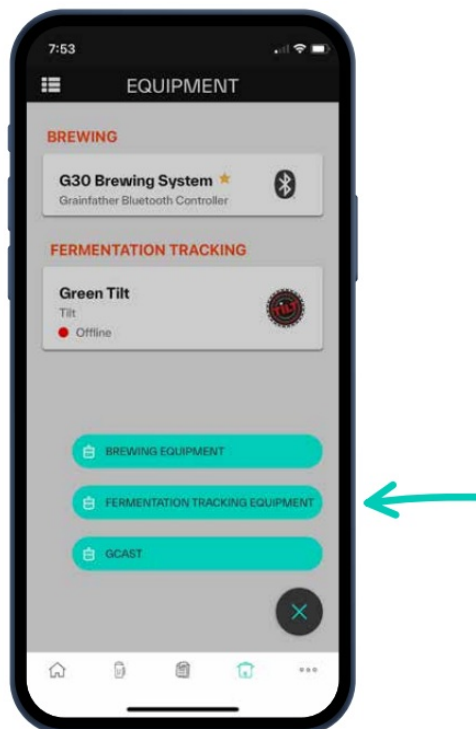 7:53
EQUIPMENT
BREWING
G30 Brewing System
Grainfather Bluetooth Controller
FERMENTATION TRACKING
Green Tilt
Tilt
TILT
Offline
BREWING EQUIPMENT
FERMENTATION TRACKING EQUIPMENT
GCAST